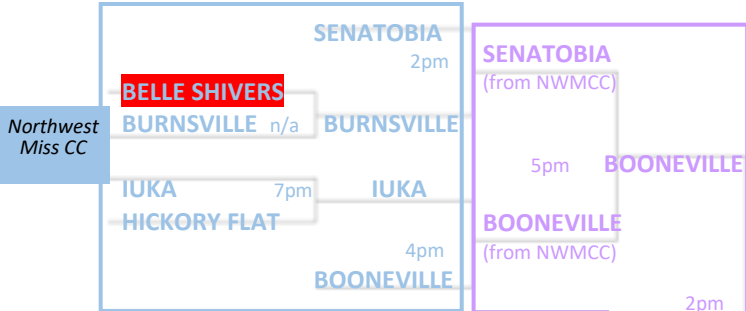 SENATOBIA
2pm
SENATOBIA
(from NWMCC)
BELLE SHIVERS
Northwest
Miss CC
BURNSVILLE n/a BURNSVILLE
5pm BOONEVILLE
IUKA 7pm IUKA
HICKORY FLAT
BOONEVILLE
(from NWMCC)
4pm
BOONEVILLE
2pm